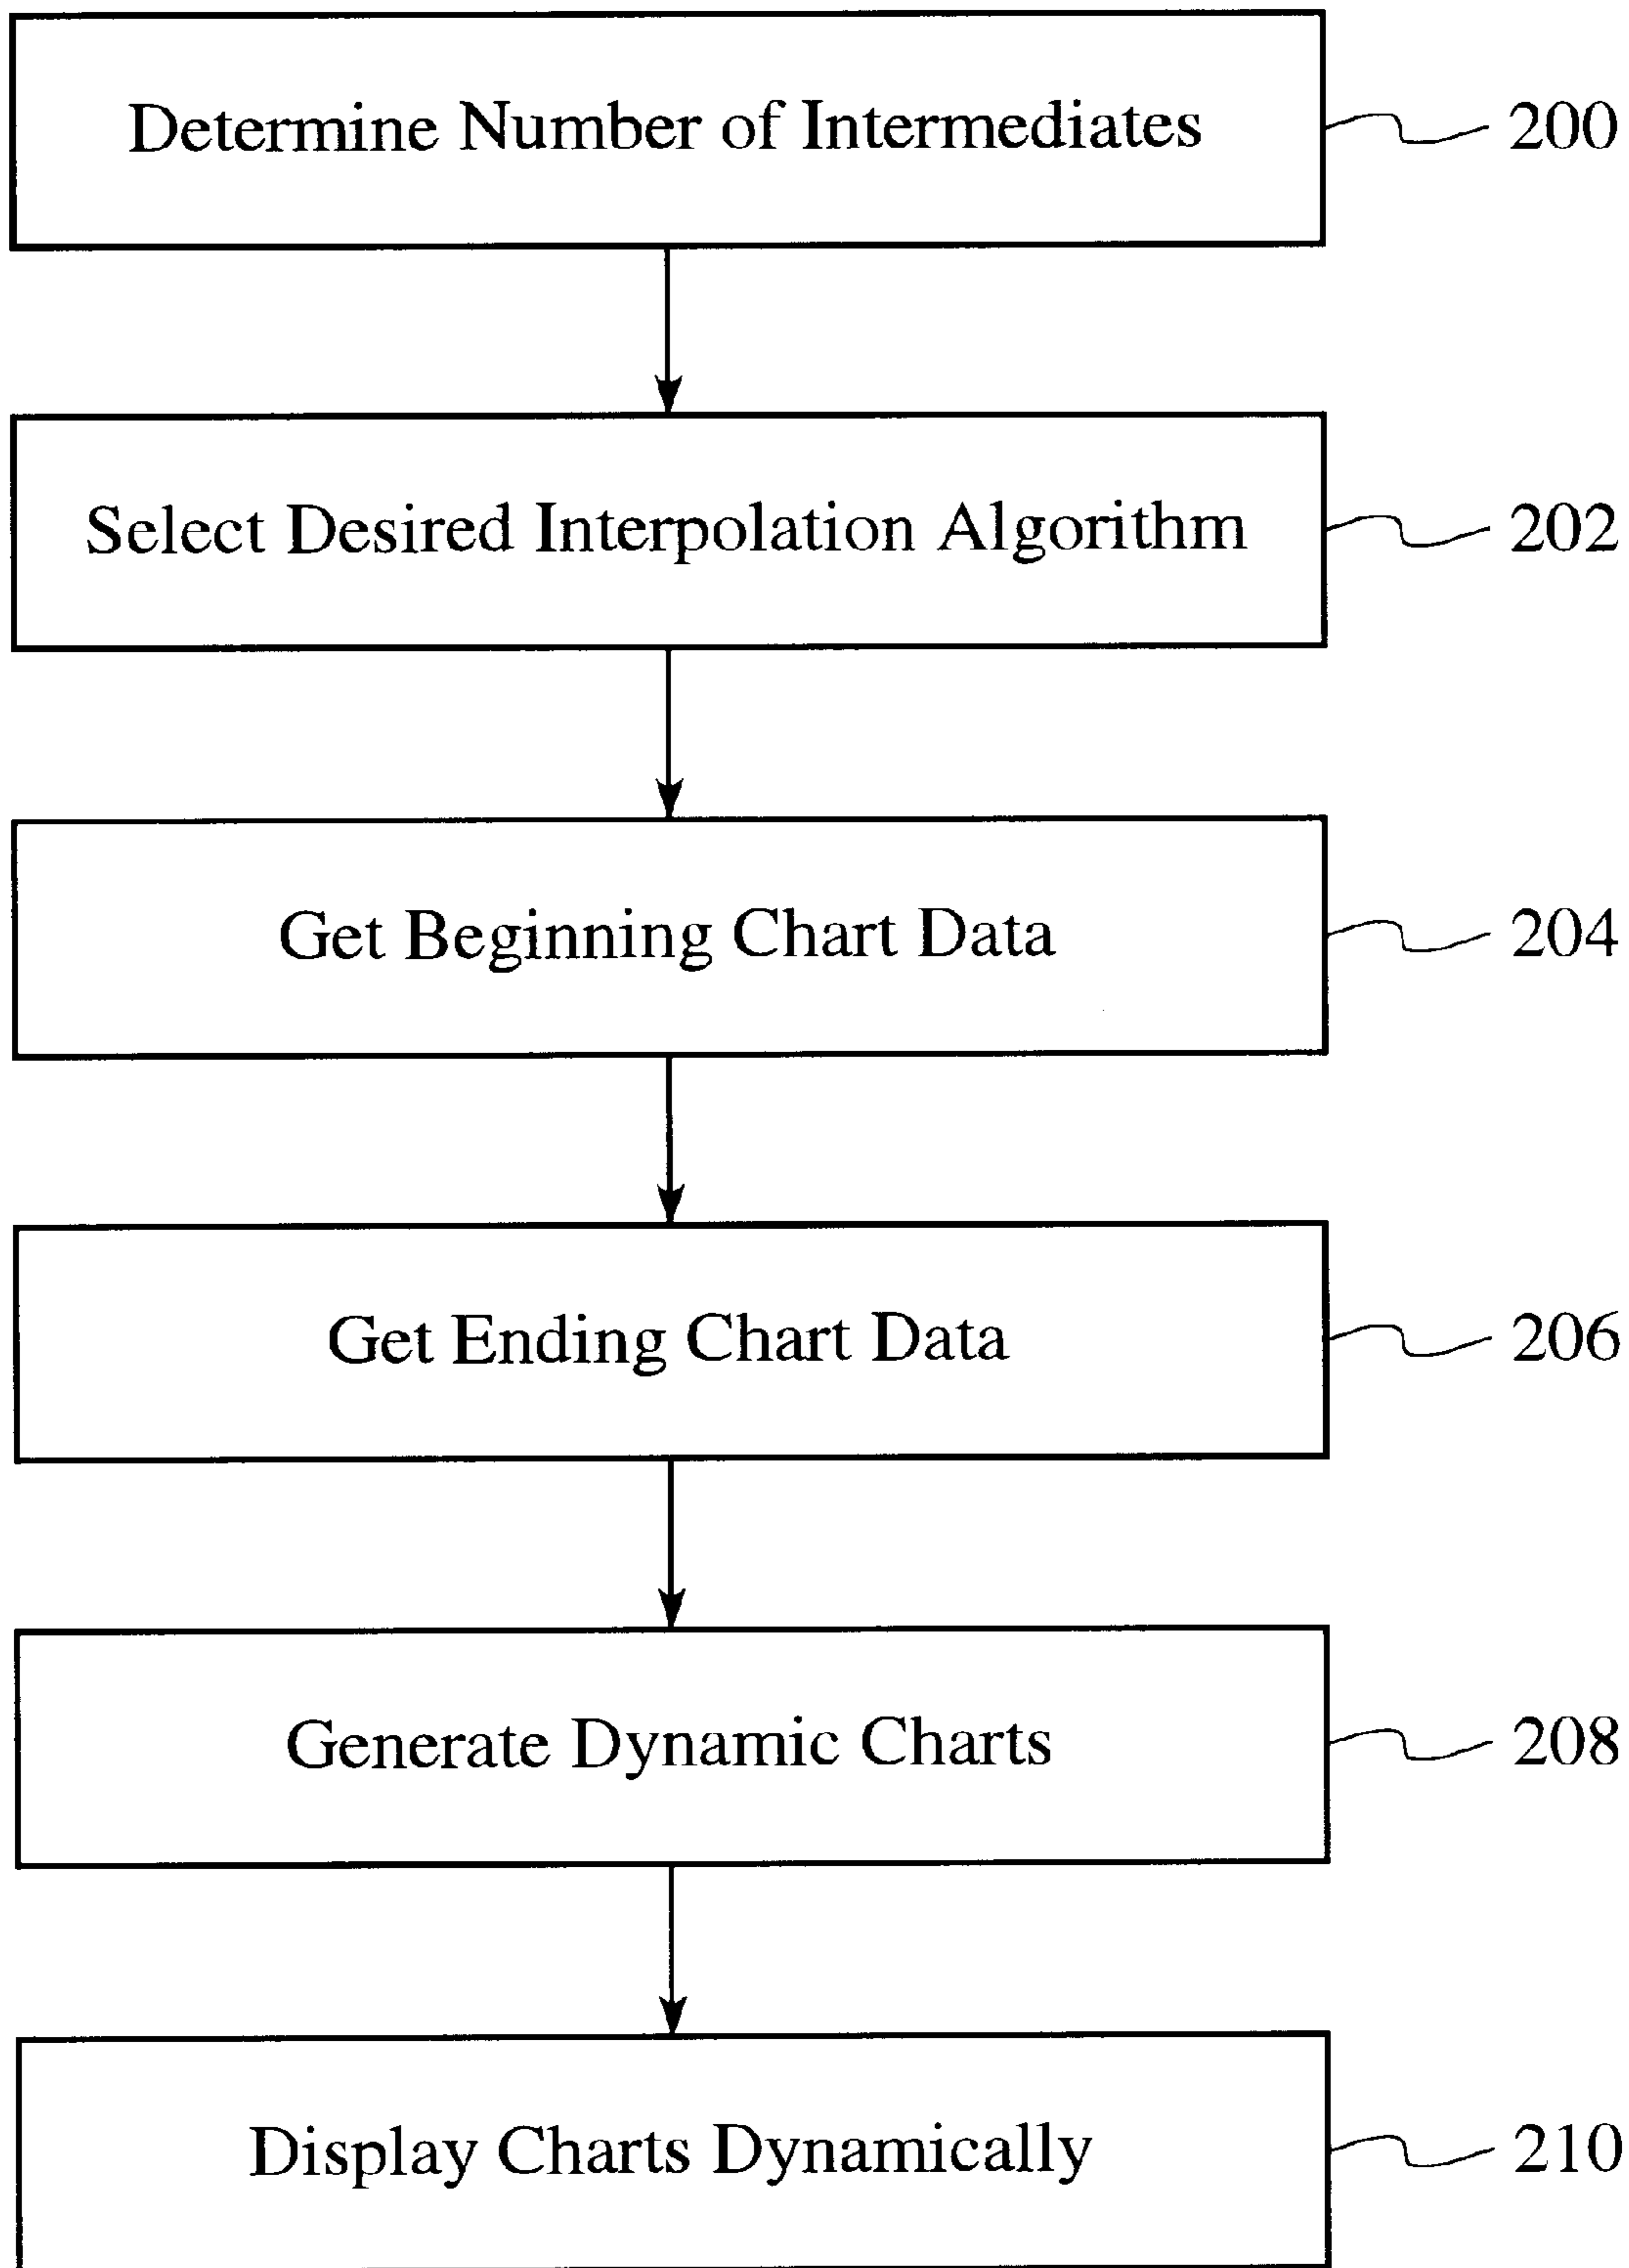 Determine Number of Intermediates 200
Select Desired Interpolation Algorithm 202
Get Beginning Chart Data 204
Get Ending Chart Data 206
Generate Dynamic Charts 208
Display Charts Dynamically 210